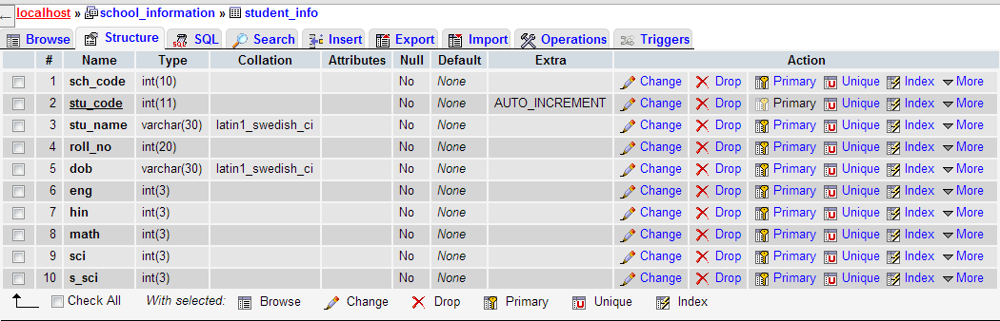 localhost » school_information » student_info
Browse Structure SQL Search Insert Export Import Operations Triggers
# Name Type Collation Attributes Null Default Extra Action
1 sch_code int(10) No None Change Drop Primary Unique Index More
2 stu_code int(11) No None AUTO_INCREMENT Change Drop Primary Unique Index More
3 stu_name varchar(30) latin1_swedish_ci No None Change Drop Primary Unique Index More
4 roll_no int(20) No None Change Drop Primary Unique Index More
5 dob varchar(30) latin1_swedish_ci No None Change Drop Primary Unique Index More
6 eng int(3) No None Change Drop Primary Unique Index More
7 hin int(3) No None Change Drop Primary Unique Index More
8 math int(3) No None Change Drop Primary Unique Index More
9 sci int(3) No None Change Drop Primary Unique Index More
10 s_sci int(3) No None Change Drop Primary Unique Index More
Check All With selected: Browse Change Drop Primary Unique Index